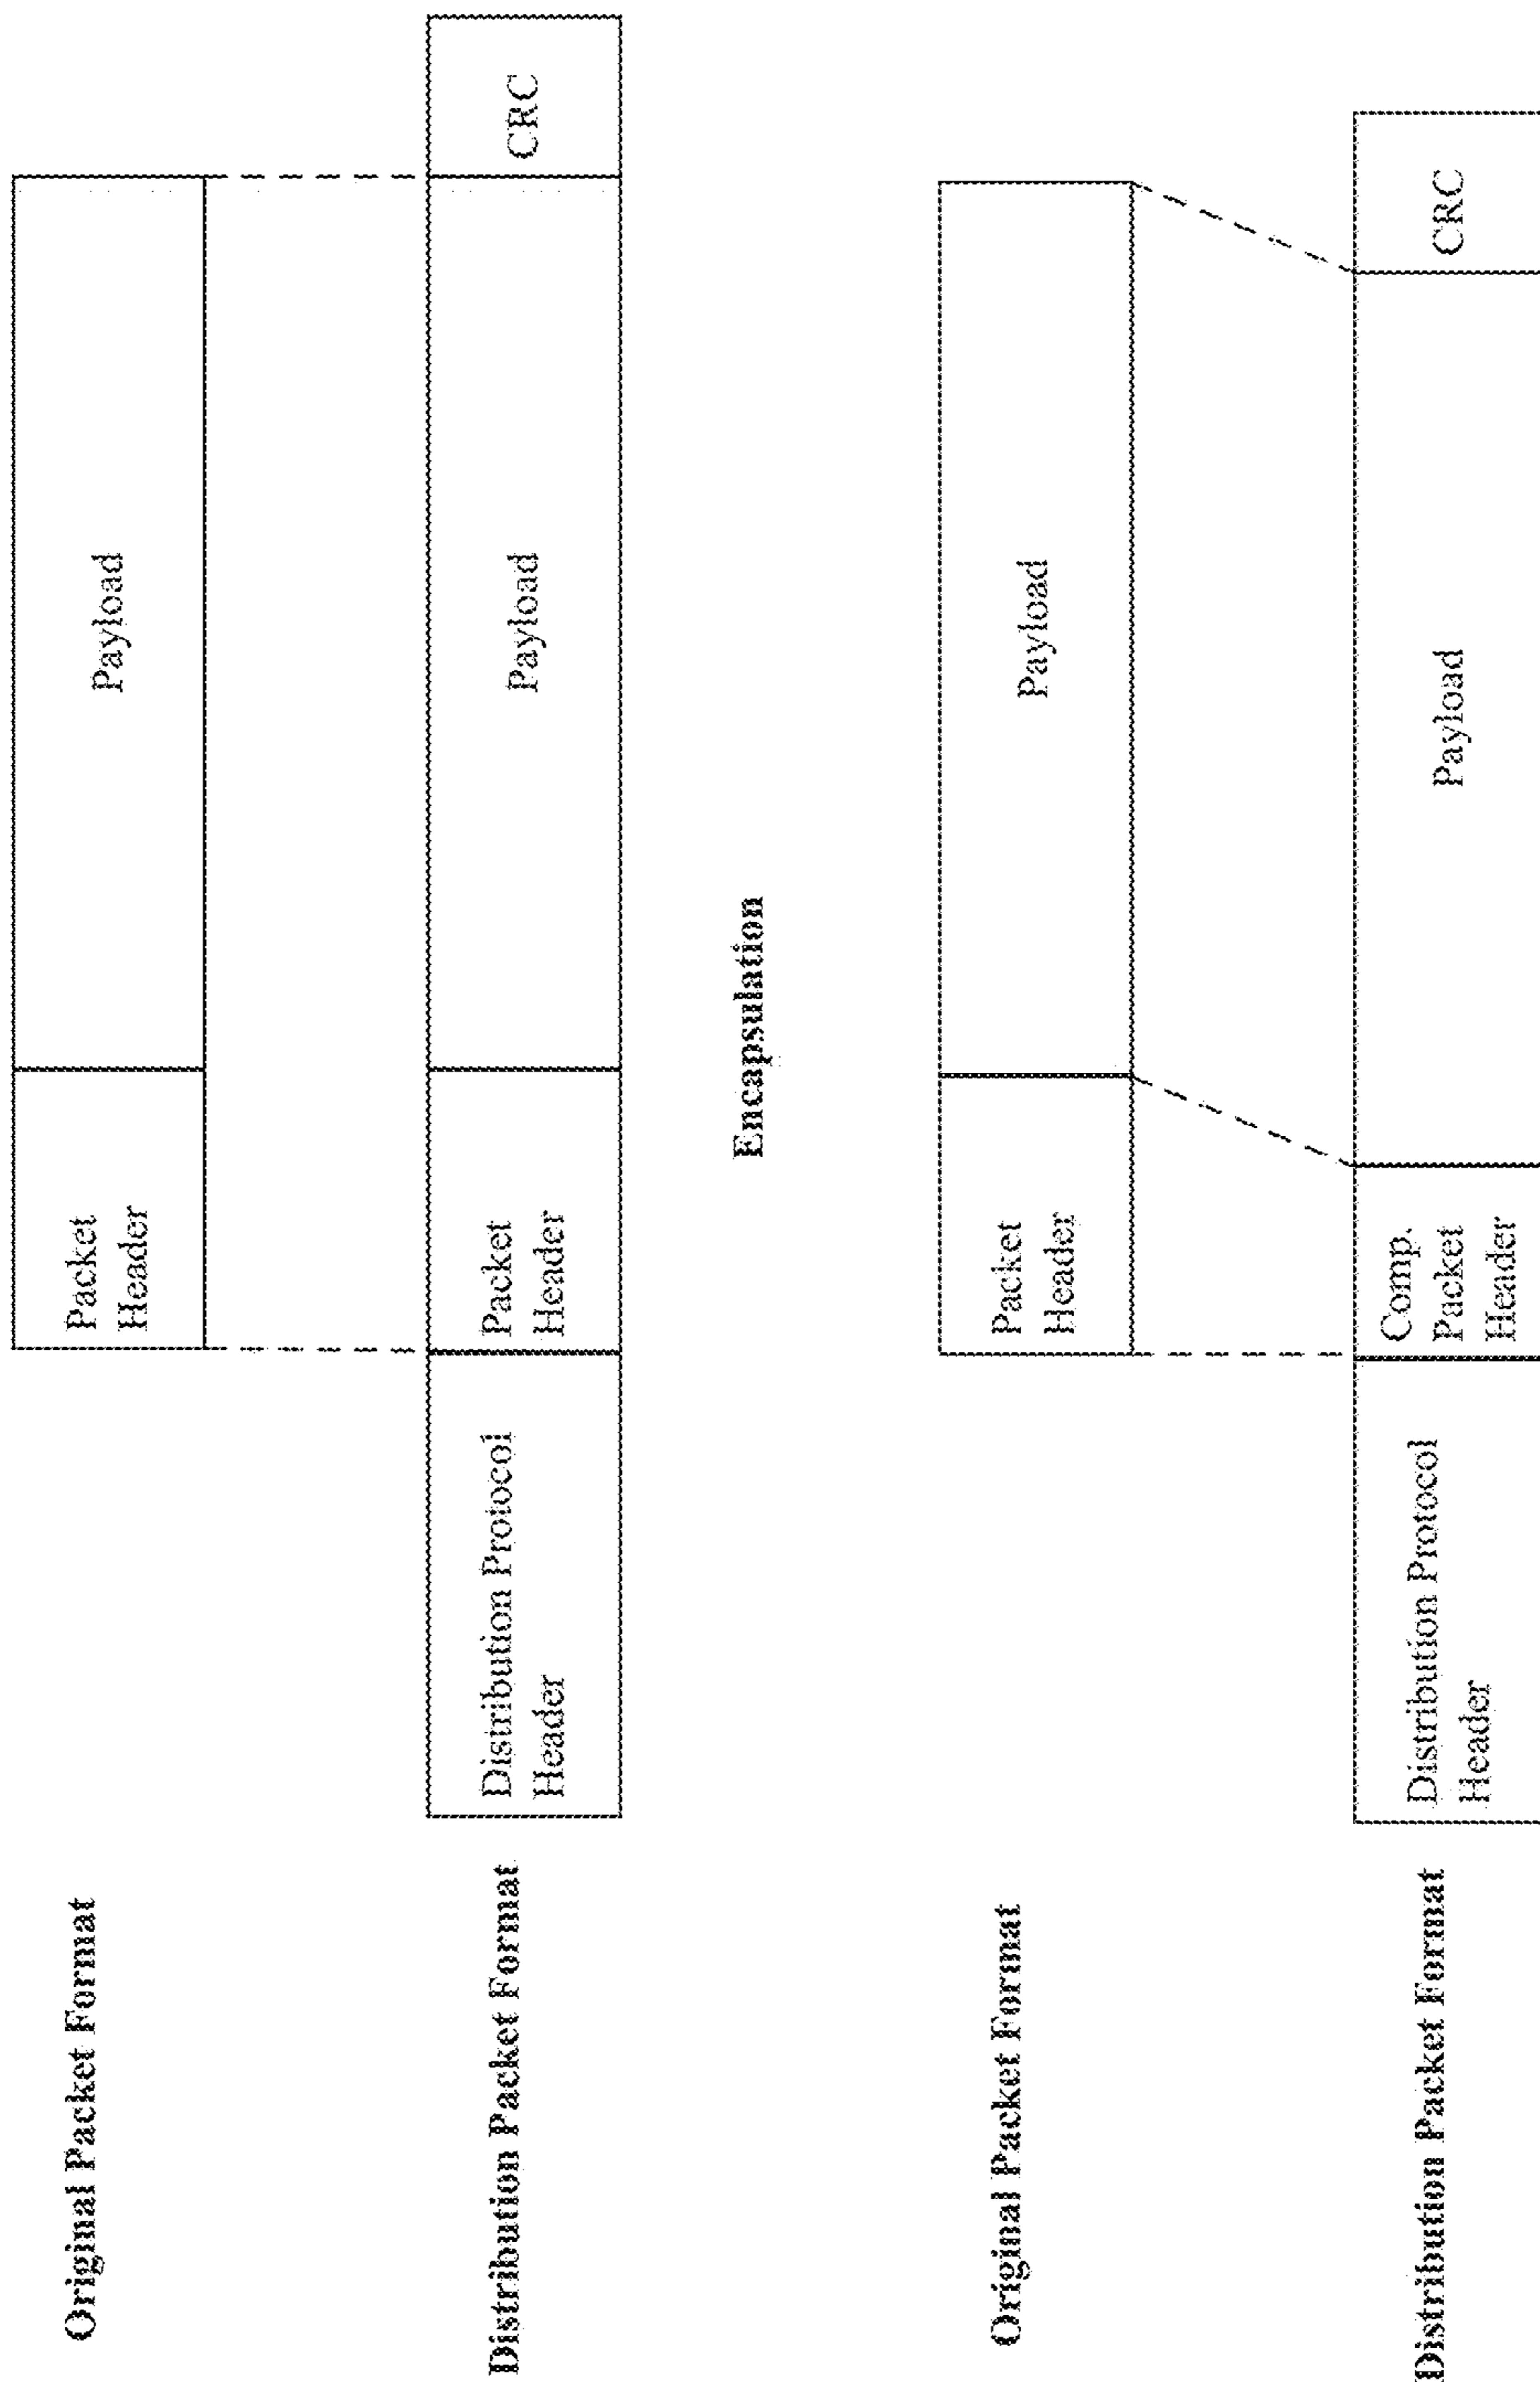 Original Packet Format
Packet
Header
Payload
Distribution Packet Format
Distribution Protocol
Header
Packet
Header
Payload
CRC
Encapsulation
Original Packet Format
Packet
Header
Payload
Distribution Packet Format
Distribution Protocol
Header
Comp.
Packet
Header
Payload
CRC